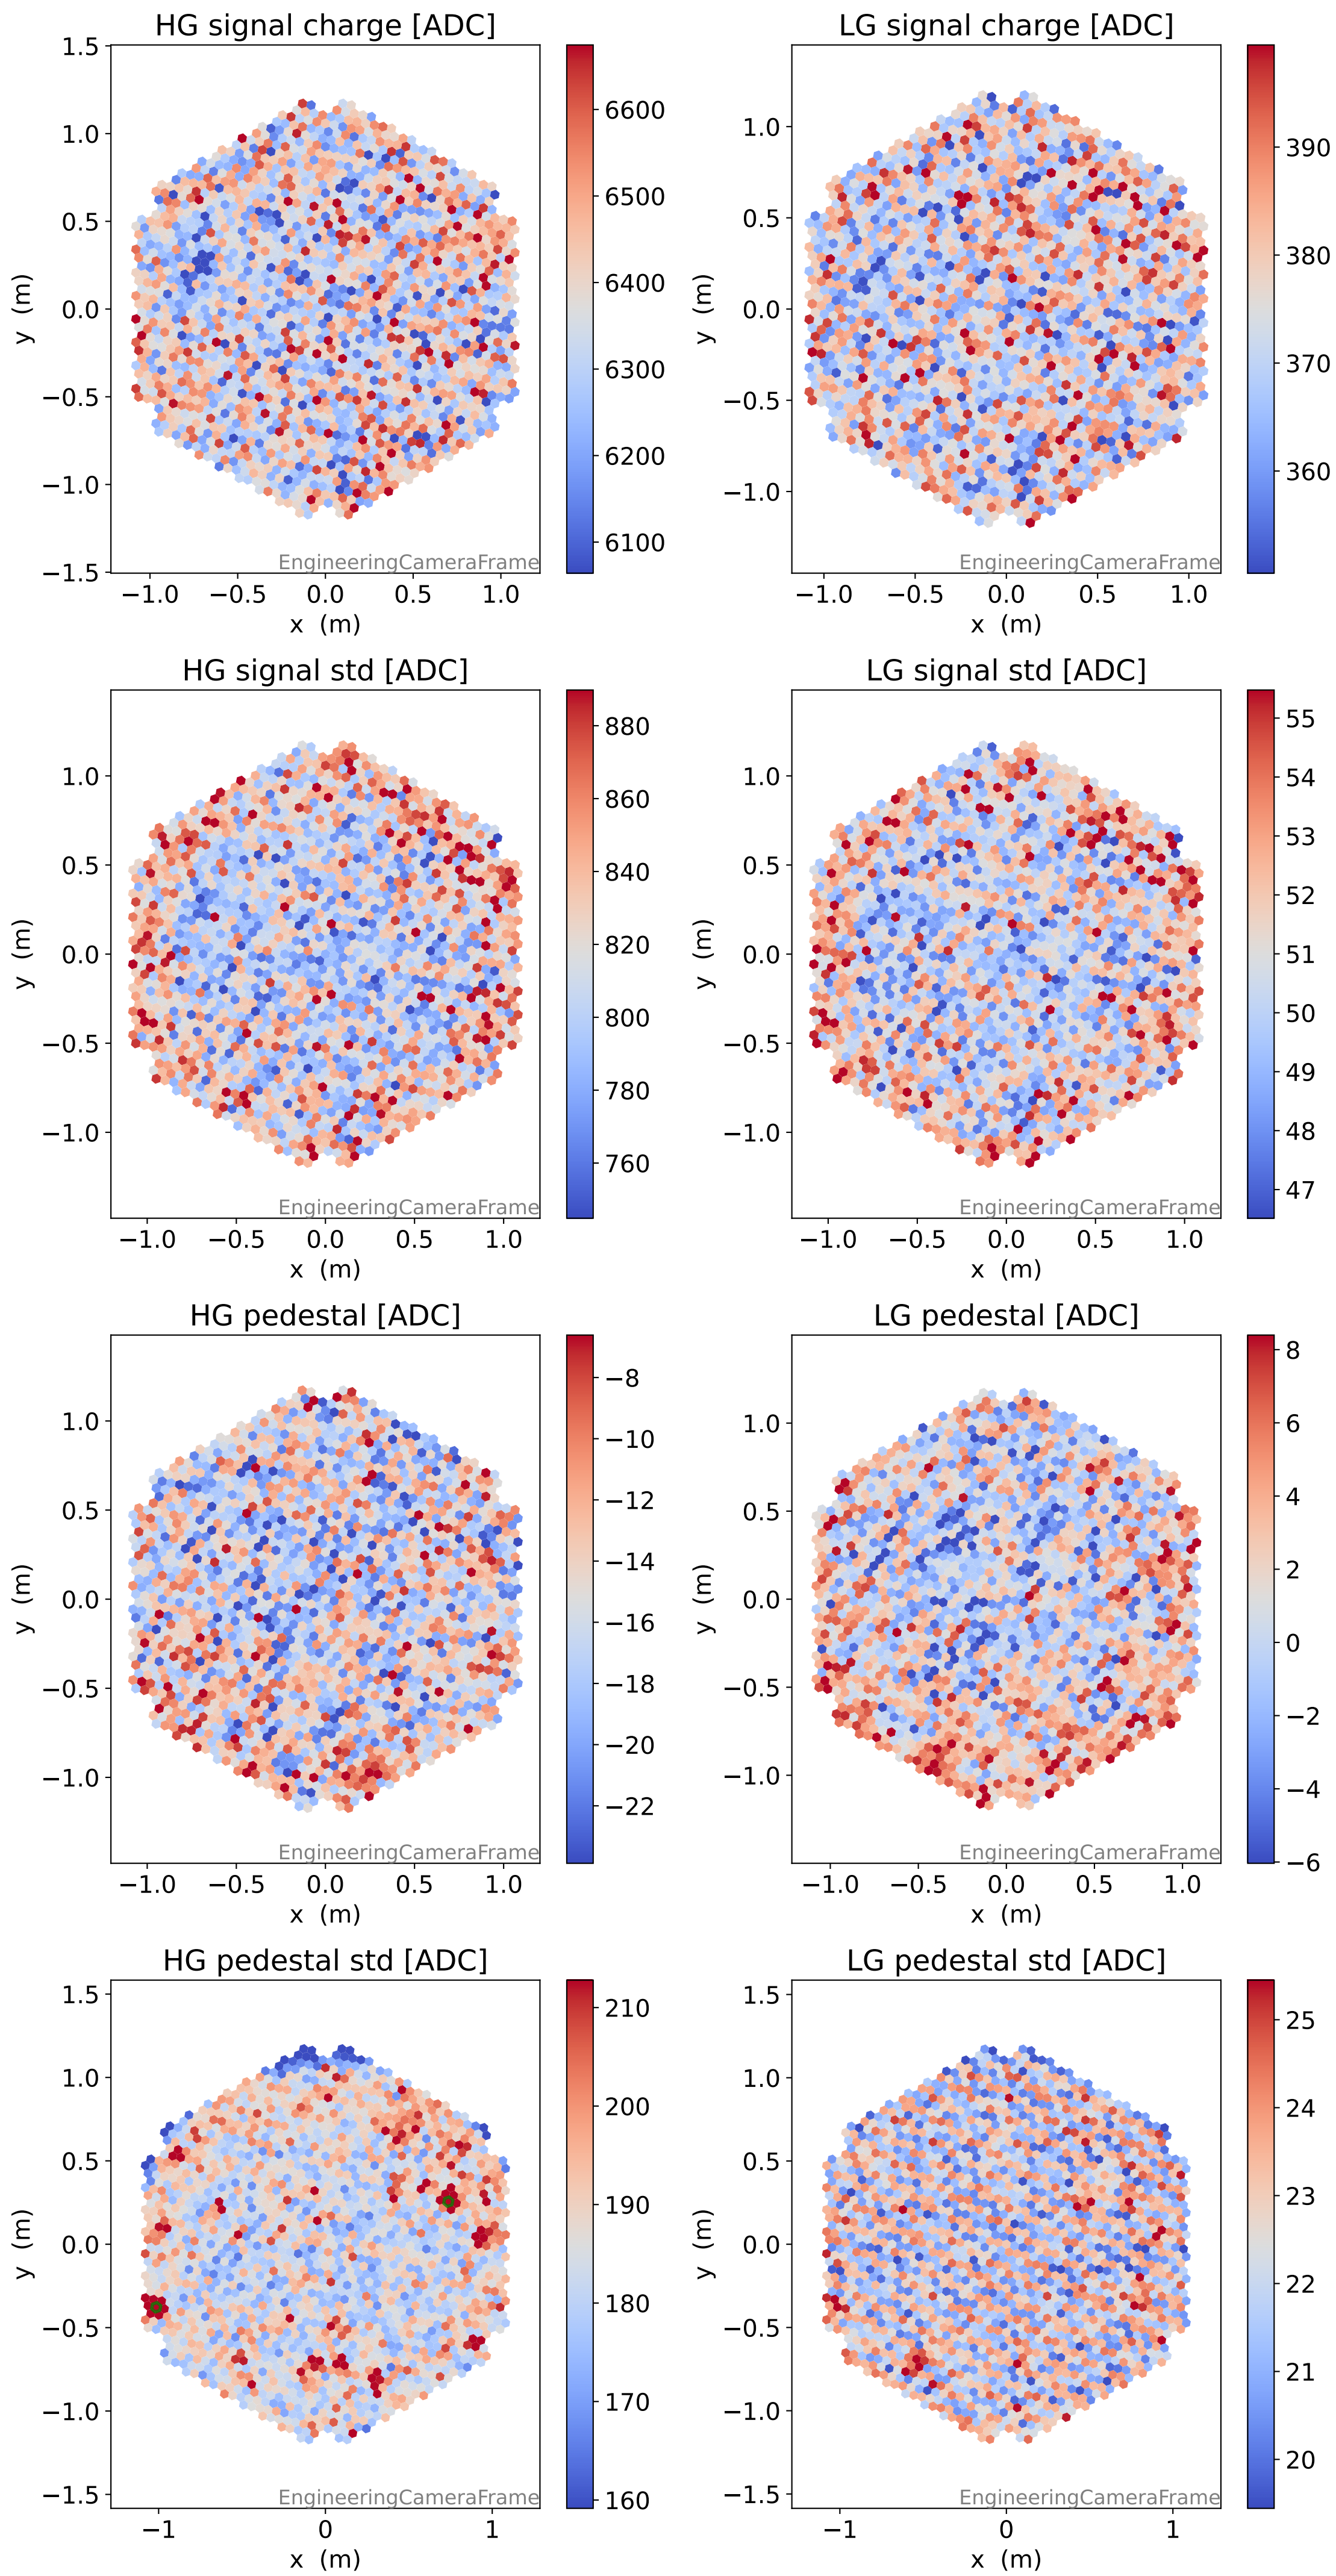 HG signal charge [ADC]
1.5
1.0
0.5
0.0
−0.5
−1.0
−1.5
y (m)
−1.0 −0.5 0.0 0.5 1.0
x (m)
EngineeringCameraFrame
6600
6500
6400
6300
6200
6100
LG signal charge [ADC]
1.0
0.5
0.0
−0.5
−1.0
y (m)
−1.0 −0.5 0.0 0.5 1.0
x (m)
EngineeringCameraFrame
390
380
370
360
HG signal std [ADC]
1.0
0.5
0.0
−0.5
−1.0
y (m)
−1.0 −0.5 0.0 0.5 1.0
x (m)
EngineeringCameraFrame
880
860
840
820
800
780
760
LG signal std [ADC]
1.0
0.5
0.0
−0.5
−1.0
y (m)
−1.0 −0.5 0.0 0.5 1.0
x (m)
EngineeringCameraFrame
55
54
53
52
51
50
49
48
47
HG pedestal [ADC]
1.0
0.5
0.0
−0.5
−1.0
y (m)
−1.0 −0.5 0.0 0.5 1.0
x (m)
EngineeringCameraFrame
−8
−10
−12
−14
−16
−18
−20
−22
LG pedestal [ADC]
1.0
0.5
0.0
−0.5
−1.0
y (m)
−1.0 −0.5 0.0 0.5 1.0
x (m)
EngineeringCameraFrame
8
6
4
2
0
−2
−4
−6
HG pedestal std [ADC]
1.5
1.0
0.5
0.0
−0.5
−1.0
−1.5
y (m)
−1 0 1
x (m)
EngineeringCameraFrame
210
200
190
180
170
160
LG pedestal std [ADC]
1.5
1.0
0.5
0.0
−0.5
−1.0
−1.5
y (m)
−1 0 1
x (m)
EngineeringCameraFrame
25
24
23
22
21
20